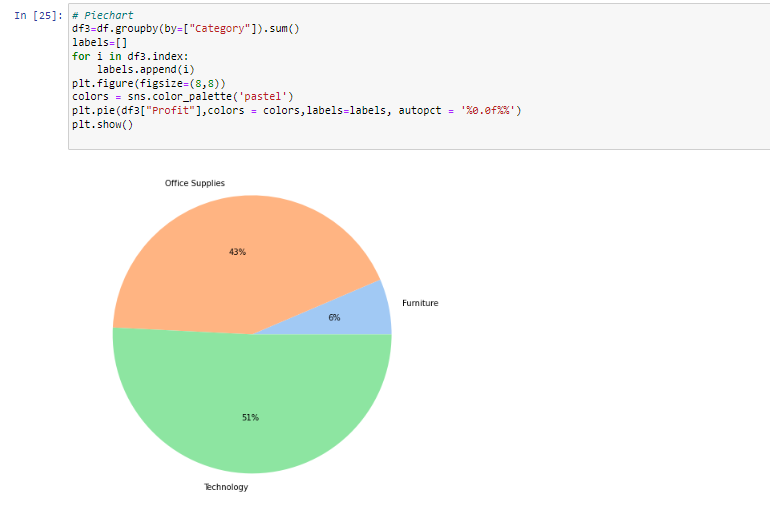 In [25]: # Piechart
df3=df.groupby(by=["Category"]).sum()
labels=[]
for i in df3.index:
    labels.append(i)
plt.figure(figsize=(8,8))
colors = sns.color_palette('pastel')
plt.pie(df3["Profit"],colors = colors,labels=labels, autopct = '%0.0f%%')
plt.show()
Office Supplies
43%
Furniture
6%
51%
Technology